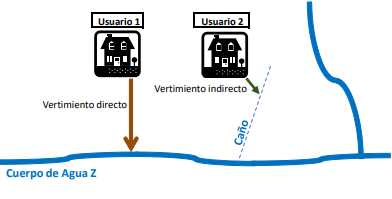 Usuario 1
Usuario 2
Vertimiento directo
Vertimiento indirecto
Caño
Cuerpo de Agua Z